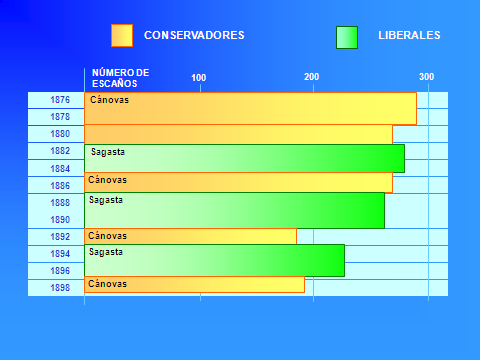 CONSERVADORES
LIBERALES
NÚMERO DE
ESCAÑOS
100
200
300
1876
Cánovas
1878
1880
1882
Sagasta
1884
1886
Cánovas
1888
Sagasta
1890
1892
Cánovas
1894
Sagasta
1896
1898
Cánovas